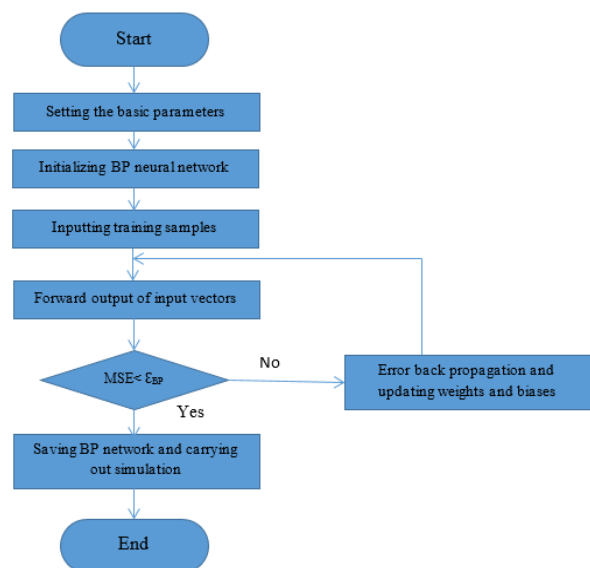 Start
Setting the basic parameters
Initializing BP neural network
Inputting training samples
Forward output of input vectors
MSE< ε_BP
No
Error back propagation and
updating weights and biases
Yes
Saving BP network and carrying
out simulation
End